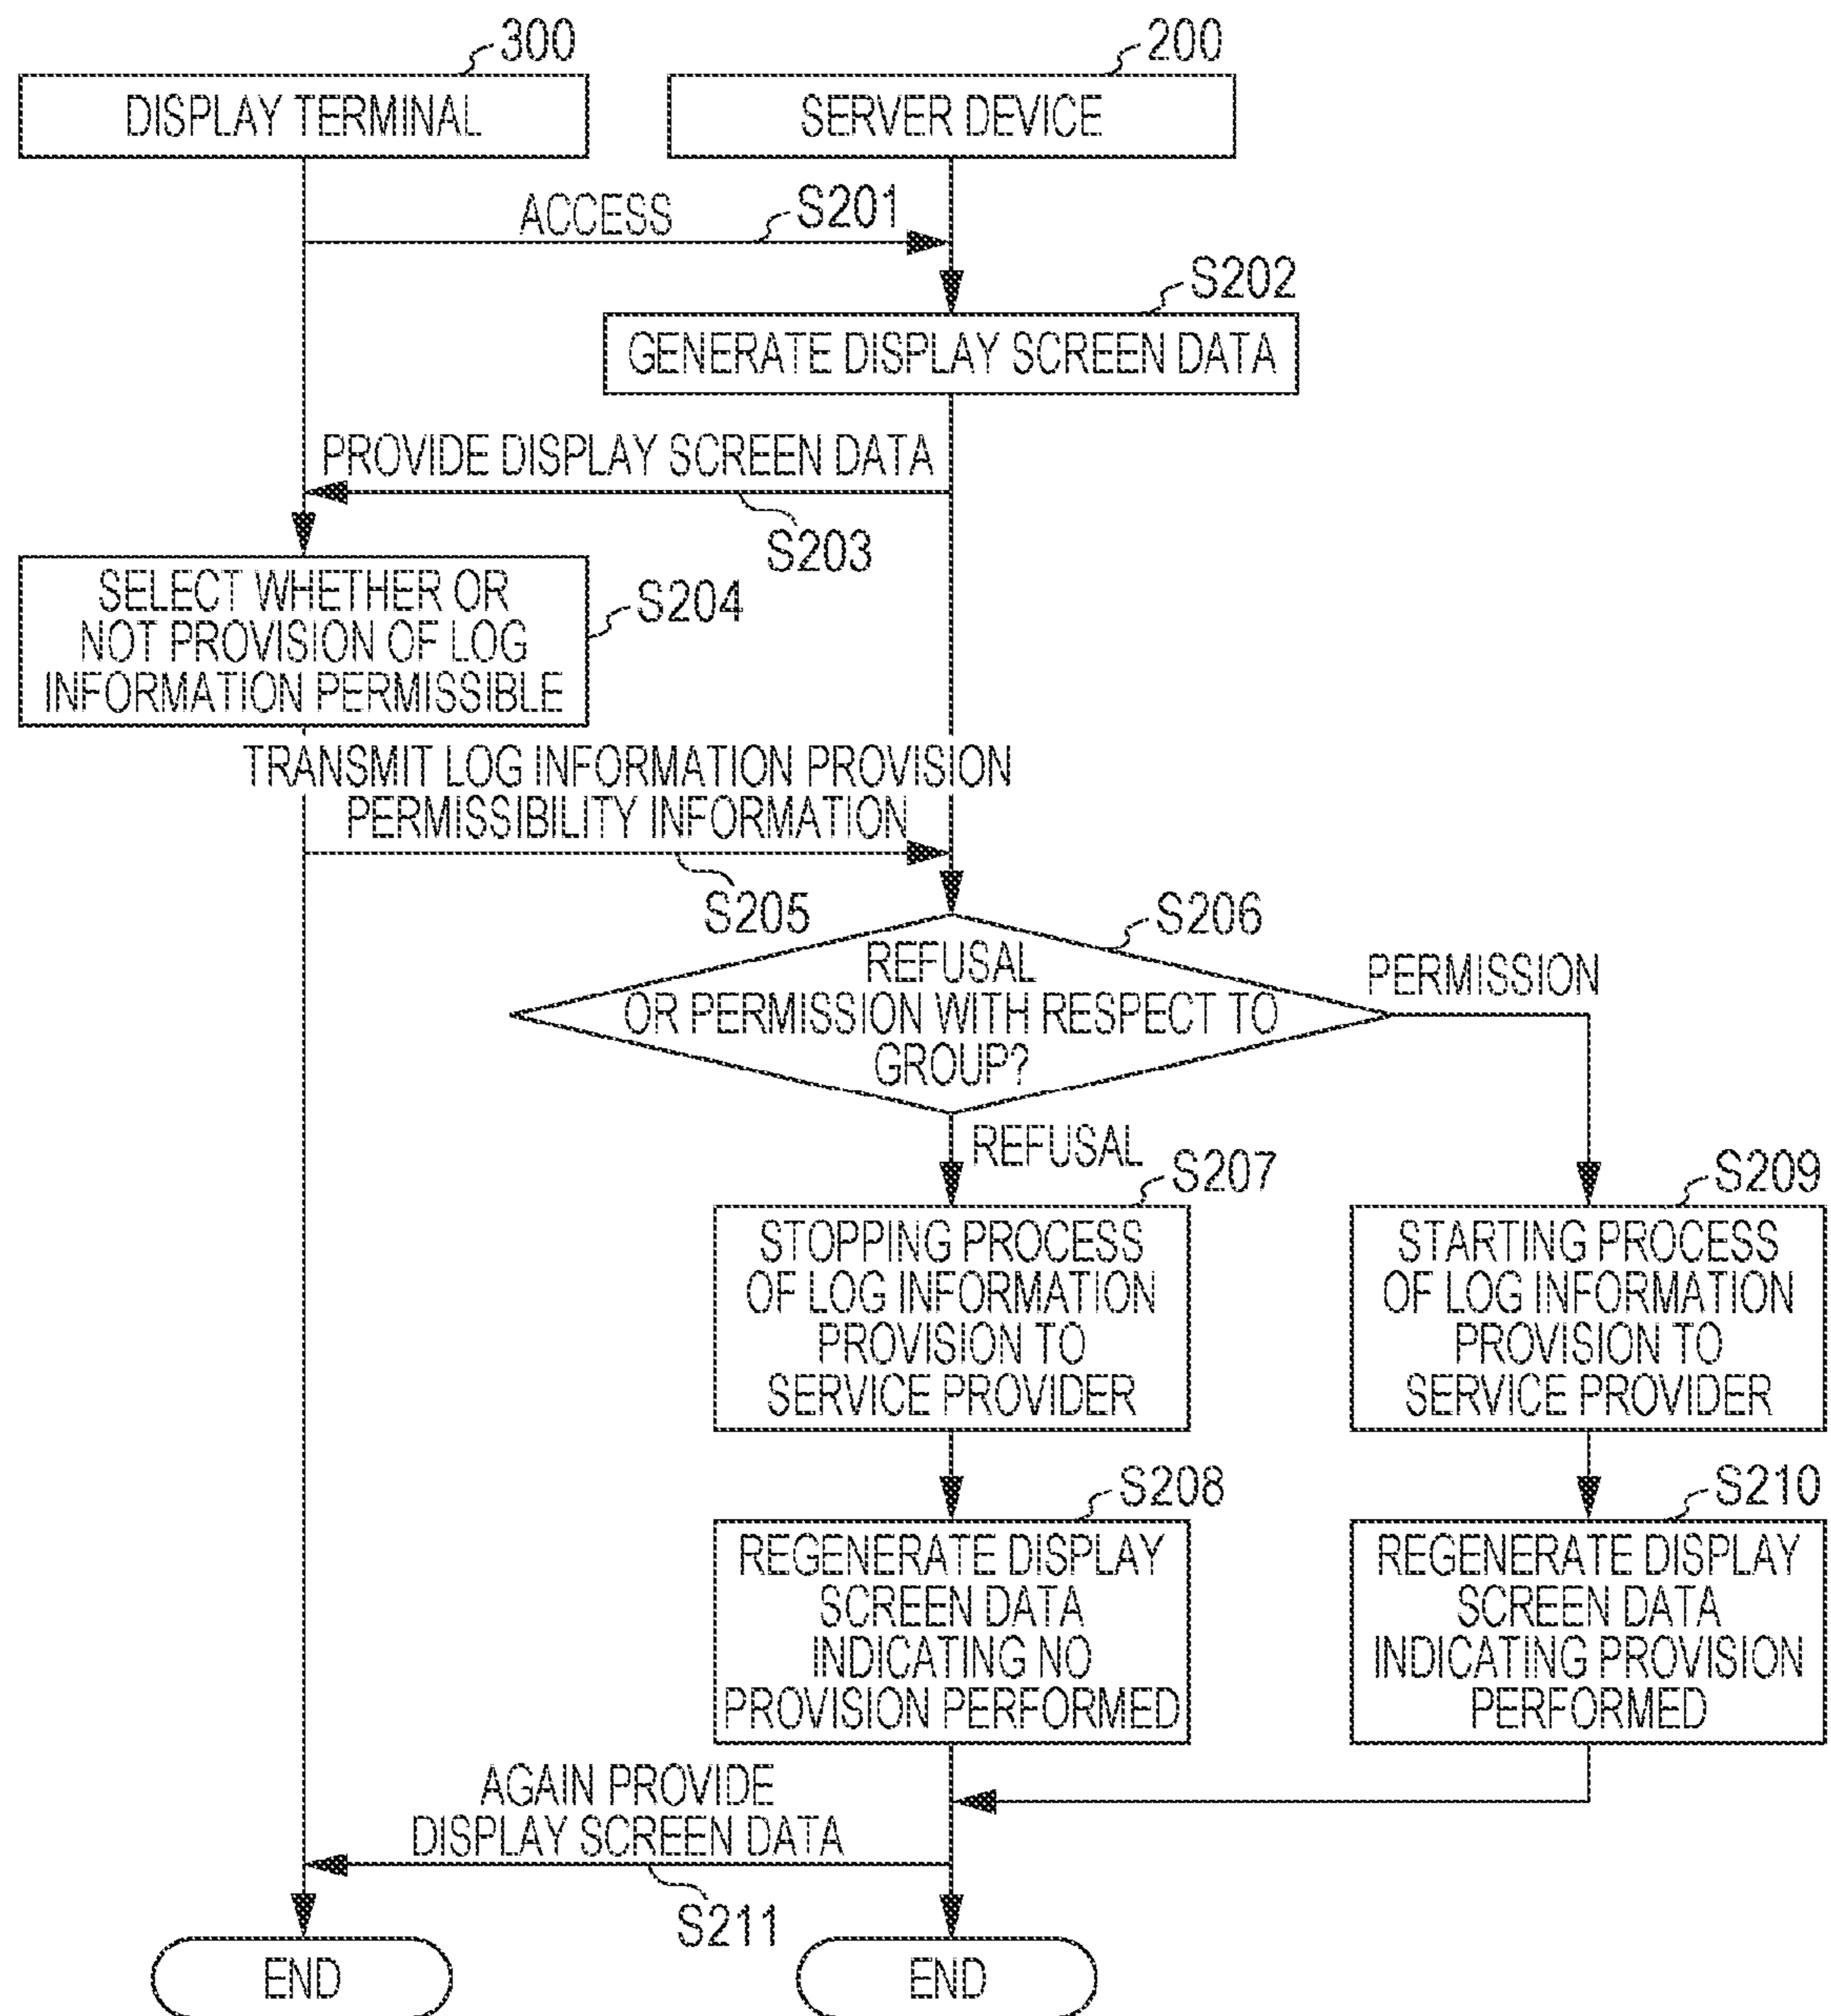 300
200
DISPLAY TERMINAL
SERVER DEVICE
ACCESS
S201
S202
GENERATE DISPLAY SCREEN DATA
PROVIDE DISPLAY SCREEN DATA
S203
SELECT WHETHER OR
NOT PROVISION OF LOG
INFORMATION PERMISSIBLE
S204
TRANSMIT LOG INFORMATION PROVISION
PERMISSIBILITY INFORMATION
S205
S206
REFUSAL
OR PERMISSION WITH RESPECT TO
GROUP?
PERMISSION
REFUSAL
S207
STOPPING PROCESS
OF LOG INFORMATION
PROVISION TO
SERVICE PROVIDER
S209
STARTING PROCESS
OF LOG INFORMATION
PROVISION TO
SERVICE PROVIDER
S208
REGENERATE DISPLAY
SCREEN DATA
INDICATING NO
PROVISION PERFORMED
S210
REGENERATE DISPLAY
SCREEN DATA
INDICATING PROVISION
PERFORMED
AGAIN PROVIDE
DISPLAY SCREEN DATA
S211
END
END